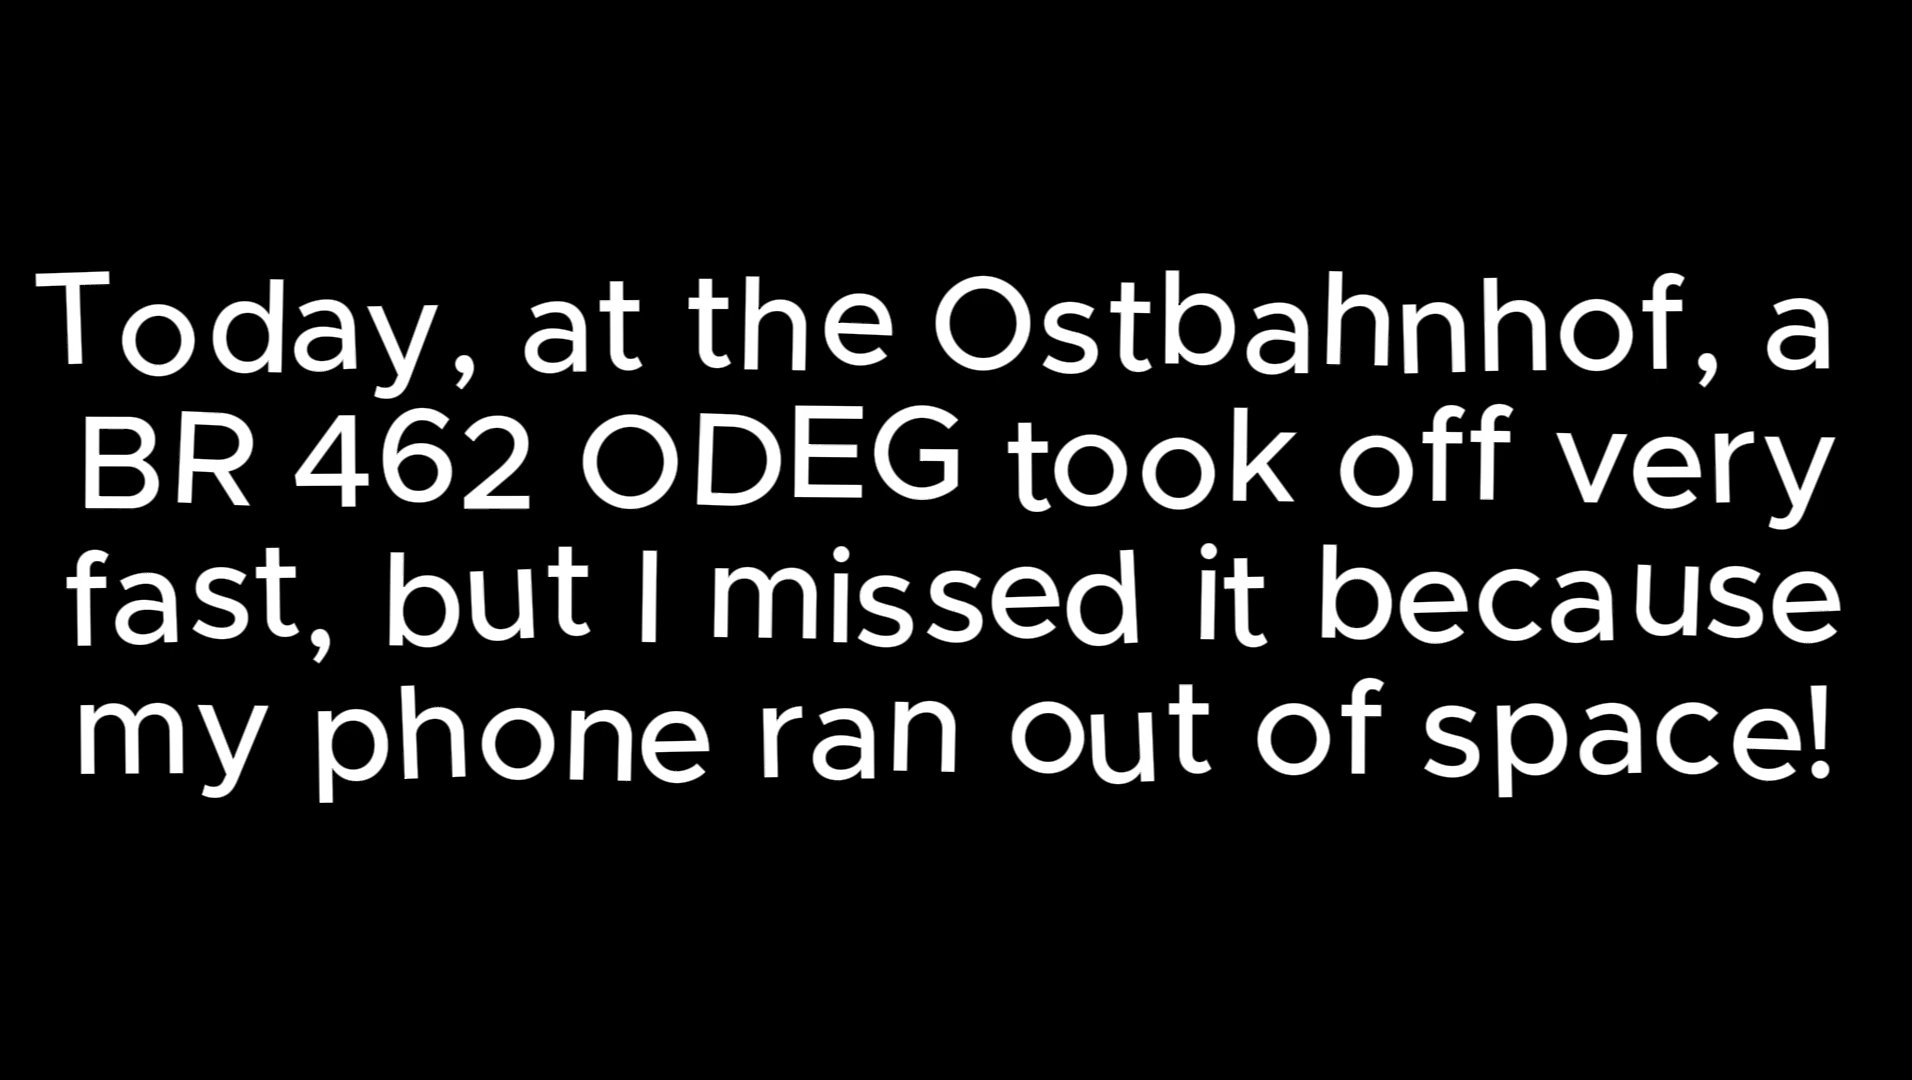 Today, at the Ostbahnhof, a
BR 462 ODEG took off very
fast, but I missed it because
my phone ran out of space!